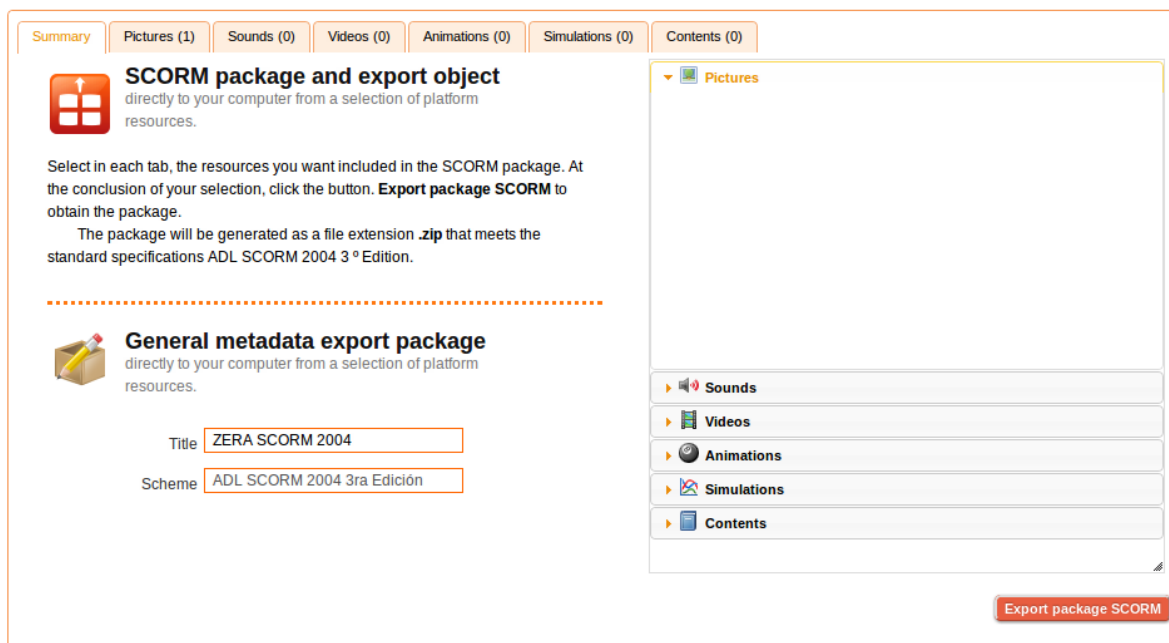 Summary
Pictures (1)
Sounds (0)
Videos (0)
Animations (0)
Simulations (0)
Contents (0)
SCORM package and export object
directly to your computer from a selection of platform
resources.
Select in each tab, the resources you want included in the SCORM package. At
the conclusion of your selection, click the button. Export package SCORM to
obtain the package.
The package will be generated as a file extension .zip that meets the
standard specifications ADL SCORM 2004 3 º Edition.
General metadata export package
directly to your computer from a selection of platform
resources.
Title ZERA SCORM 2004
Scheme ADL SCORM 2004 3ra Edición
Pictures
Sounds
Videos
Animations
Simulations
Contents
Export package SCORM